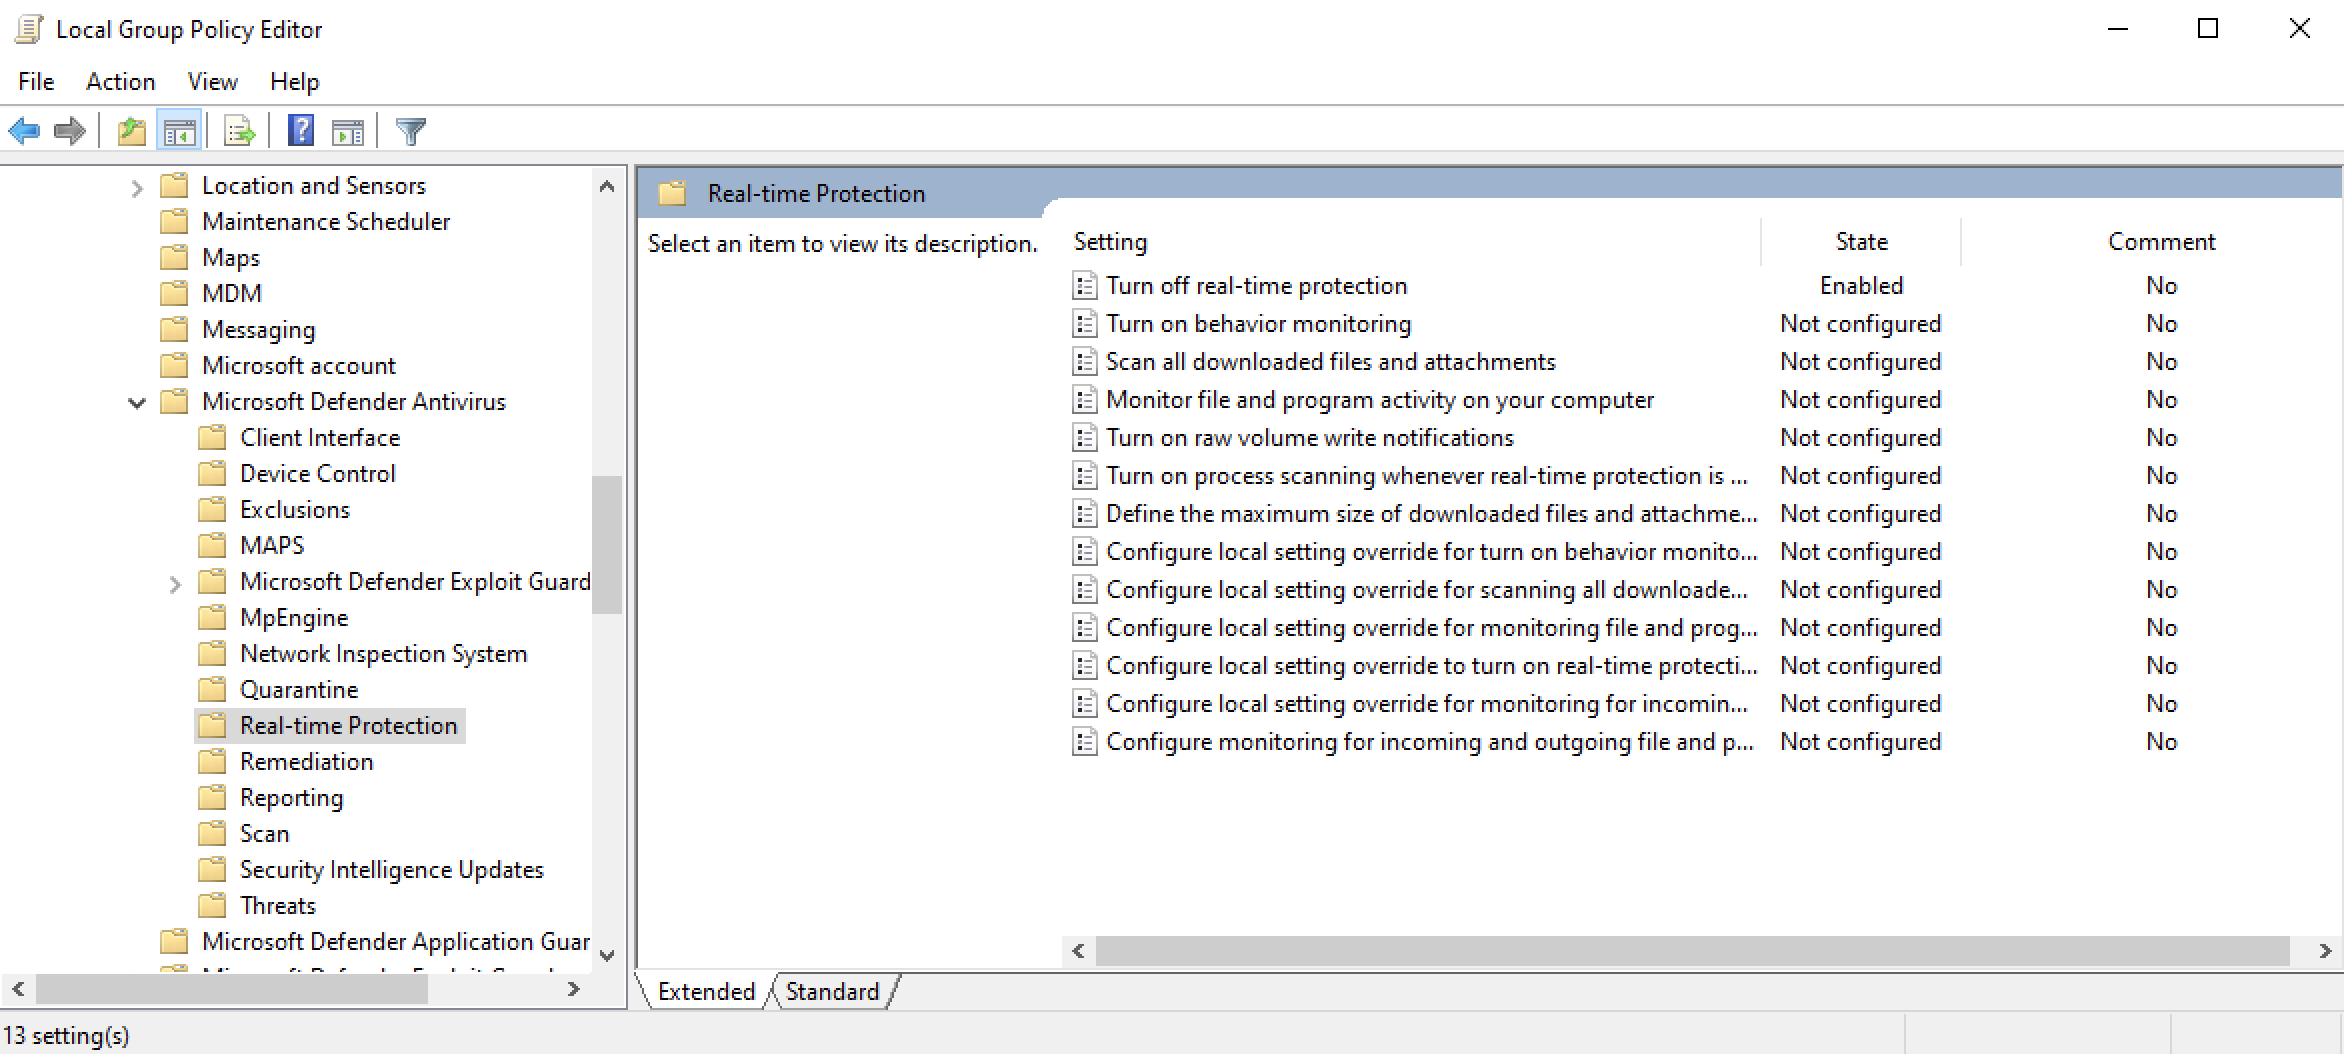 Local Group Policy Editor
File Action View Help
Location and Sensors
Maintenance Scheduler
Maps
MDM
Messaging
Microsoft account
Microsoft Defender Antivirus
Client Interface
Device Control
Exclusions
MAPS
Microsoft Defender Exploit Guard
MpEngine
Network Inspection System
Quarantine
Real-time Protection
Remediation
Reporting
Scan
Security Intelligence Updates
Threats
Microsoft Defender Application Guar
Real-time Protection
Select an item to view its description.
Setting State Comment
Turn off real-time protection Enabled No
Turn on behavior monitoring Not configured No
Scan all downloaded files and attachments Not configured No
Monitor file and program activity on your computer Not configured No
Turn on raw volume write notifications Not configured No
Turn on process scanning whenever real-time protection is ... Not configured No
Define the maximum size of downloaded files and attachme... Not configured No
Configure local setting override for turn on behavior monito... Not configured No
Configure local setting override for scanning all downloade... Not configured No
Configure local setting override for monitoring file and prog... Not configured No
Configure local setting override to turn on real-time protecti... Not configured No
Configure local setting override for monitoring for incomin... Not configured No
Configure monitoring for incoming and outgoing file and p... Not configured No
Extended Standard
13 setting(s)